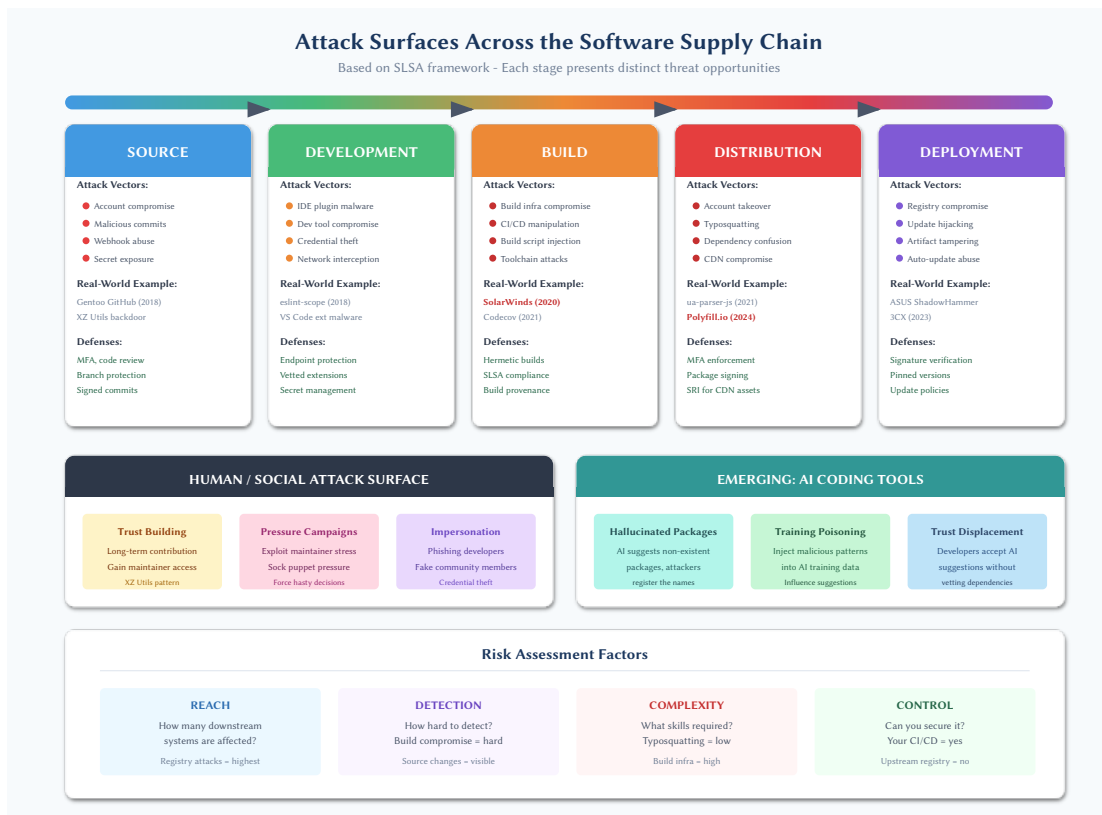 Attack Surfaces Across the Software Supply Chain
Based on SLSA framework - Each stage presents distinct threat opportunities
SOURCE
Attack Vectors:
Account compromise
Malicious commits
Webhook abuse
Secret exposure
Real-World Example:
Gentoo GitHub (2018)
XZ Utils backdoor
Defenses:
MFA, code review
Branch protection
Signed commits
DEVELOPMENT
Attack Vectors:
IDE plugin malware
Dev tool compromise
Credential theft
Network interception
Real-World Example:
eslint-scope (2018)
VS Code ext malware
Defenses:
Endpoint protection
Vetted extensions
Secret management
BUILD
Attack Vectors:
Build infra compromise
CI/CD manipulation
Build script injection
Toolchain attacks
Real-World Example:
SolarWinds (2020)
Codecov (2021)
Defenses:
Hermetic builds
SLSA compliance
Build provenance
DISTRIBUTION
Attack Vectors:
Account takeover
Typosquatting
Dependency confusion
CDN compromise
Real-World Example:
ua-parser-js (2021)
Polyfill.io (2024)
Defenses:
MFA enforcement
Package signing
SRI for CDN assets
DEPLOYMENT
Attack Vectors:
Registry compromise
Update hijacking
Artifact tampering
Auto-update abuse
Real-World Example:
ASUS ShadowHammer
3CX (2023)
Defenses:
Signature verification
Pinned versions
Update policies
HUMAN / SOCIAL ATTACK SURFACE
Trust Building
Long-term contribution
Gain maintainer access
XZ Utils pattern
Pressure Campaigns
Exploit maintainer stress
Sock puppet pressure
Force hasty decisions
Impersonation
Phishing developers
Fake community members
Credential theft
EMERGING: AI CODING TOOLS
Hallucinated Packages
AI suggests non-existent
packages, attackers
register the names
Training Poisoning
Inject malicious patterns
into AI training data
Influence suggestions
Trust Displacement
Developers accept AI
suggestions without
vetting dependencies
Risk Assessment Factors
REACH
How many downstream
systems are affected?
Registry attacks = highest
DETECTION
How hard to detect?
Build compromise = hard
Source changes = visible
COMPLEXITY
What skills required?
Typosquatting = low
Build infra = high
CONTROL
Can you secure it?
Your CI/CD = yes
Upstream registry = no